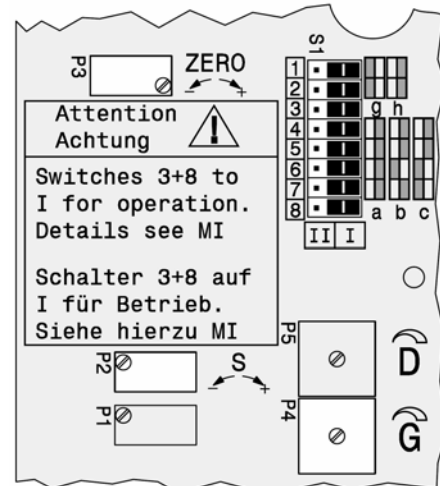 P3
ZERO
- +
S1
1
2
3
4
5
6
7
8
g h
a b c
II I
Attention
Achtung
Switches 3+8 to
I for operation.
Details see MI
Schalter 3+8 auf
I für Betrieb.
Siehe hierzu MI
P2
S
- +
P1
P5
D
P4
G